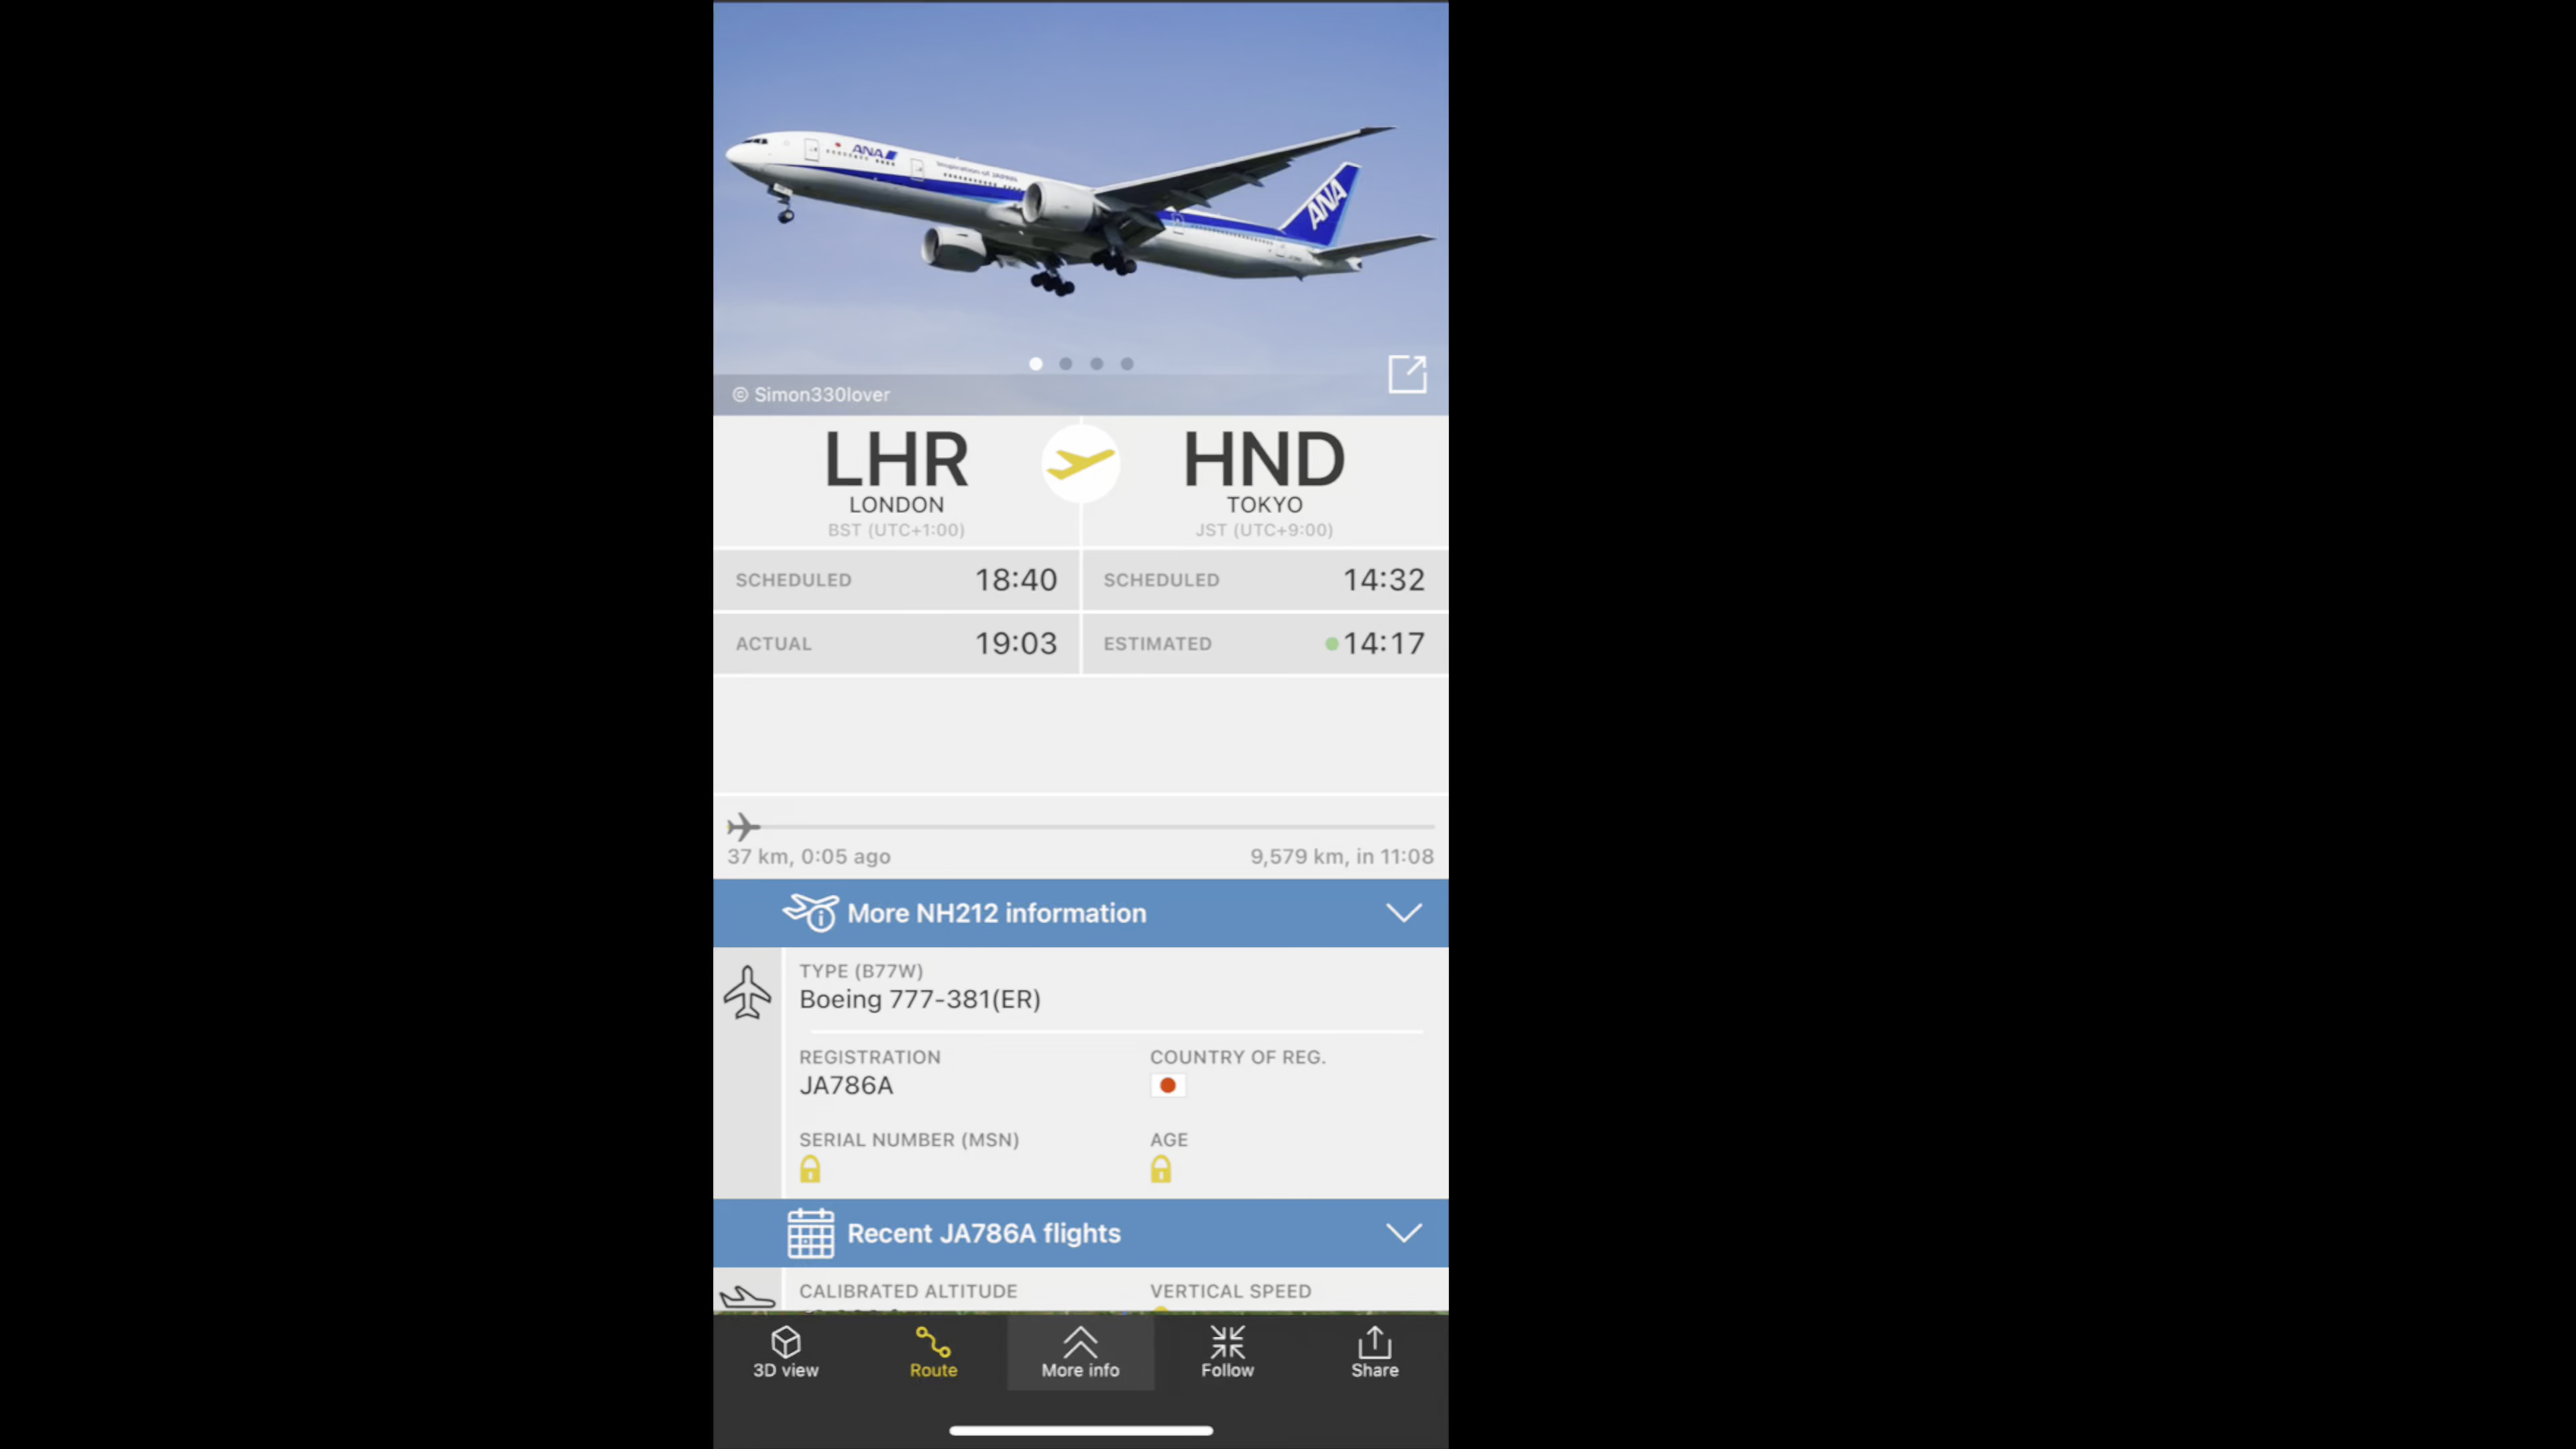 ANA
Inspiration of JAPAN
ANA
© Simon330lover
LHR
LONDON
BST (UTC+1:00)
HND
TOKYO
JST (UTC+9:00)
SCHEDULED 18:40
SCHEDULED 14:32
ACTUAL 19:03
ESTIMATED 14:17
37 km, 0:05 ago
9,579 km, in 11:08
More NH212 information
TYPE (B77W)
Boeing 777-381(ER)
REGISTRATION
JA786A
COUNTRY OF REG.
SERIAL NUMBER (MSN)
AGE
Recent JA786A flights
CALIBRATED ALTITUDE
VERTICAL SPEED
3D view
Route
More info
Follow
Share